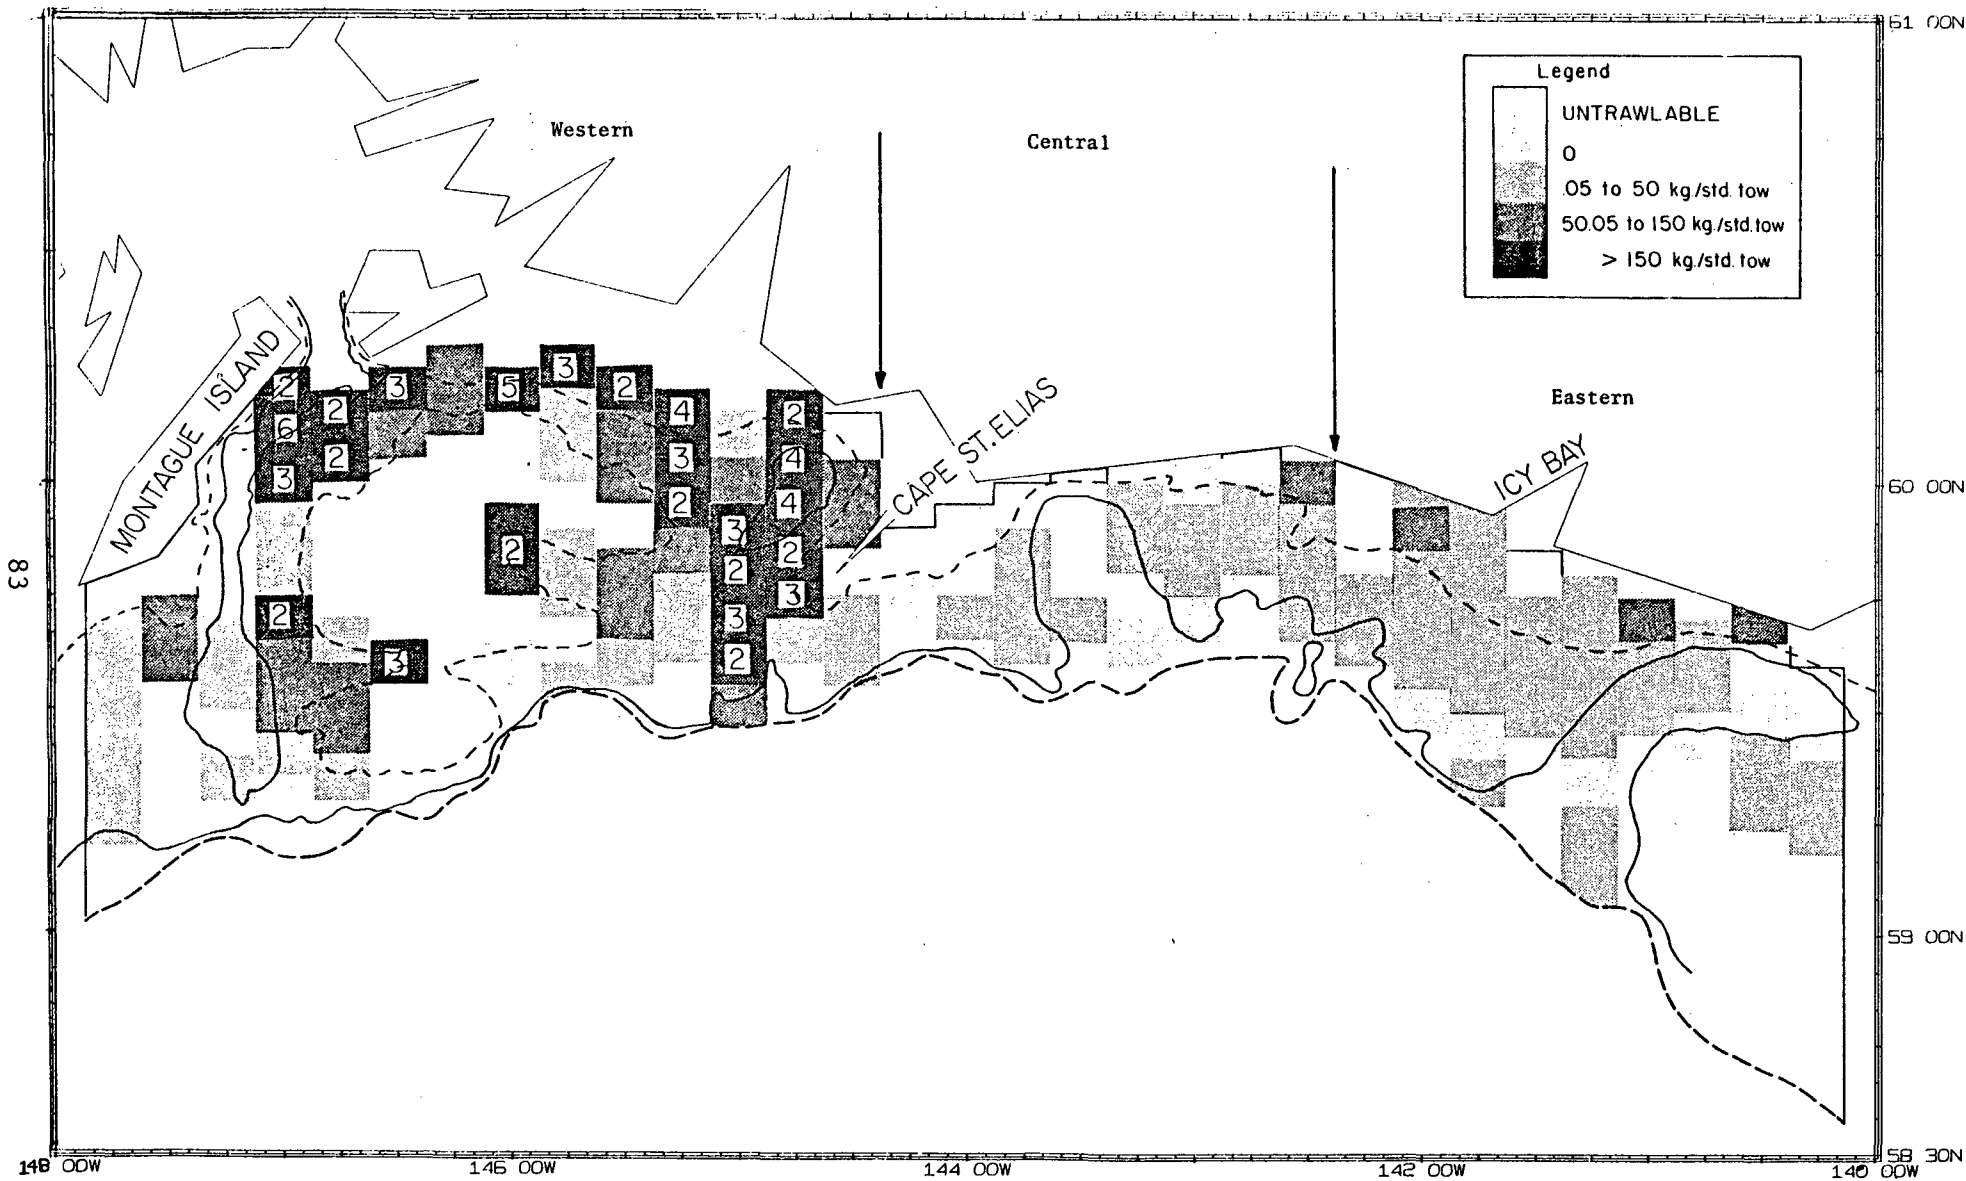 61 00N
Legend
UNTRAWLABLE
0
.05 to 50 kg./std. tow
50.05 to 150 kg./std. tow
> 150 kg./std. tow
Western
Central
Eastern
MONTAGUE ISLAND
CAPE ST. ELIAS
ICY BAY
3
2 3 5 2
2 4 2
6
2 3 4
3
2 4
3
2 2
2
3
2
3
3
2
60 00N
59 00N
58 30N
148 00W
146 00W
144 00W
142 00W
140 00W
83